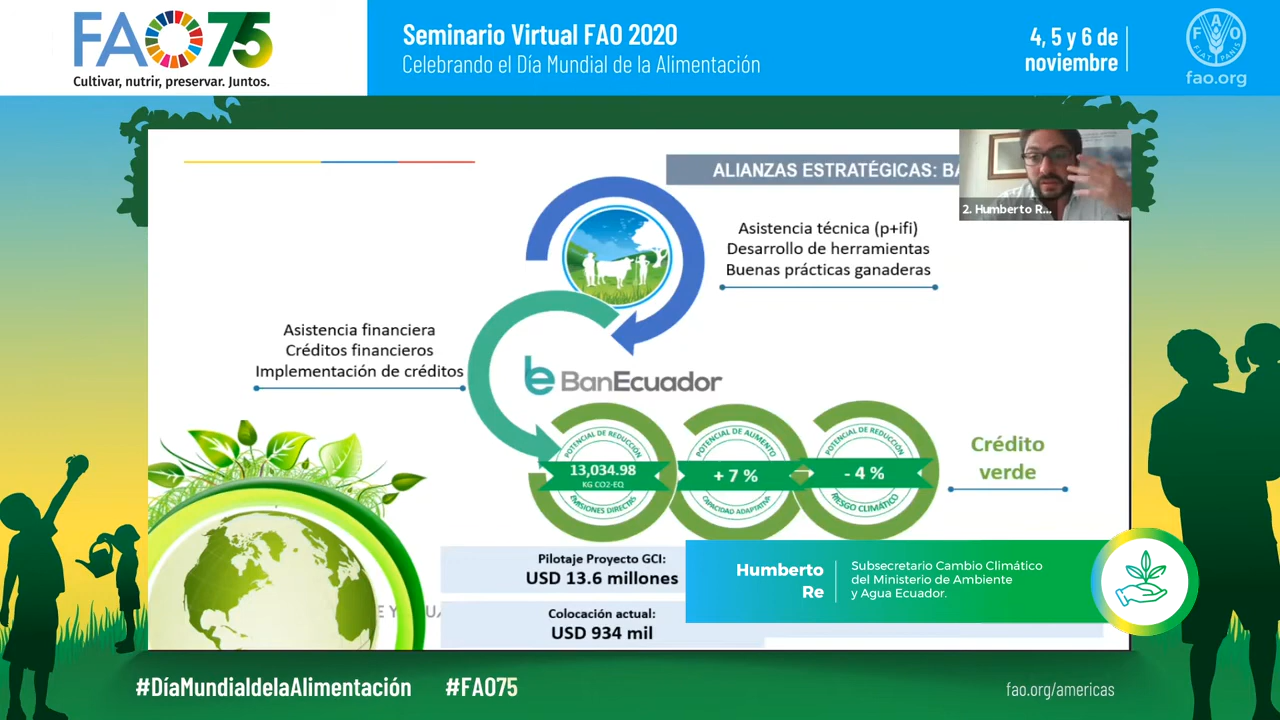 FAO75
Cultivar, nutrir, preservar. Juntos.
Seminario Virtual FAO 2020
Celebrando el Día Mundial de la Alimentación
4, 5 y 6 de
noviembre
FAO
FIAT PANIS
fao.org
ALIANZAS ESTRATÉGICAS:
2. Humberto R...
Asistencia técnica (p+ifi)
Desarrollo de herramientas
Buenas prácticas ganaderas
Asistencia financiera
Créditos financieros
Implementación de créditos
BanEcuador
POTENCIAL DE REDUCCIÓN
13,034.98
KG CO2-EQ
EMISIONES DIRECTAS
POTENCIAL DE AUMENTO
+ 7 %
CAPACIDAD ADAPTATIVA
POTENCIAL DE REDUCCIÓN
- 4 %
RIESGO CLIMÁTICO
Crédito
verde
Pilotaje Proyecto GCI:
USD 13.6 millones
Colocación actual:
USD 934 mil
Humberto
Re
Subsecretario Cambio Climático
del Ministerio de Ambiente
y Agua Ecuador.
#DíaMundialdelaAlimentación #FAO75
fao.org/americas